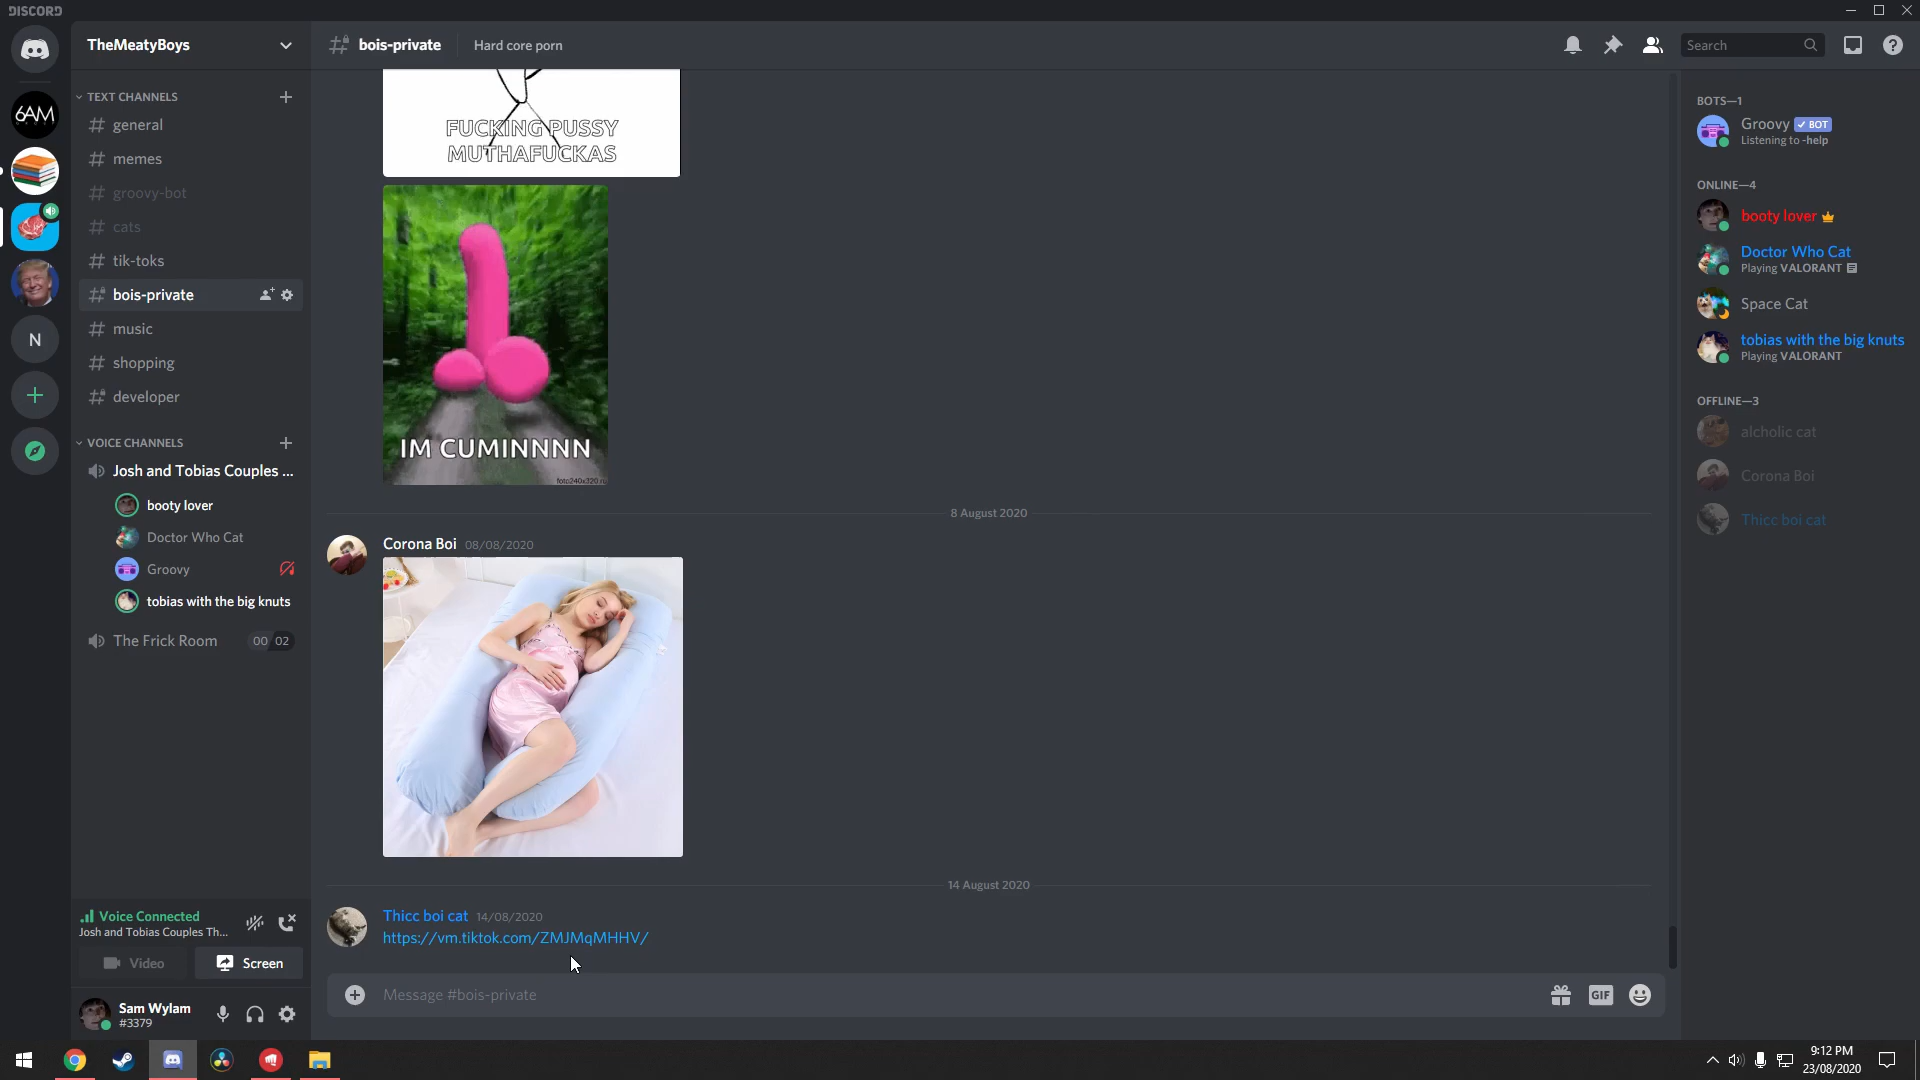 DISCORD
TheMeatyBoys
bois-private
Hard core porn
Search
TEXT CHANNELS
general
memes
groovy-bot
cats
tik-toks
bois-private
music
shopping
developer
VOICE CHANNELS
Josh and Tobias Couples ...
booty lover
Doctor Who Cat
Groovy
tobias with the big knuts
The Frick Room
00 02
Voice Connected
Josh and Tobias Couples Th...
Video
Screen
Sam Wylam
#3379
6AM
N
FUCKING PUSSY
MUTHAFUCKAS
IM CUMINNNN
foto240x320.ru
8 August 2020
Corona Boi 08/08/2020
14 August 2020
Thicc boi cat 14/08/2020
https://vm.tiktok.com/ZMJMqMHHV/
Message #bois-private
GIF
BOTS—1
Groovy BOT
Listening to -help
ONLINE—4
booty lover
Doctor Who Cat
Playing VALORANT
Space Cat
tobias with the big knuts
Playing VALORANT
OFFLINE—3
alcholic cat
Corona Boi
Thicc boi cat
9:12 PM
23/08/2020